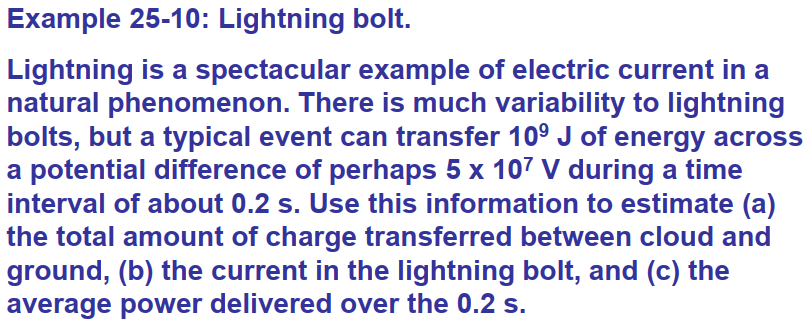 Example 25-10: Lightning bolt.
Lightning is a spectacular example of electric current in a
natural phenomenon. There is much variability to lightning
bolts, but a typical event can transfer 10⁹ J of energy across
a potential difference of perhaps 5 x 10⁷ V during a time
interval of about 0.2 s. Use this information to estimate (a)
the total amount of charge transferred between cloud and
ground, (b) the current in the lightning bolt, and (c) the
average power delivered over the 0.2 s.